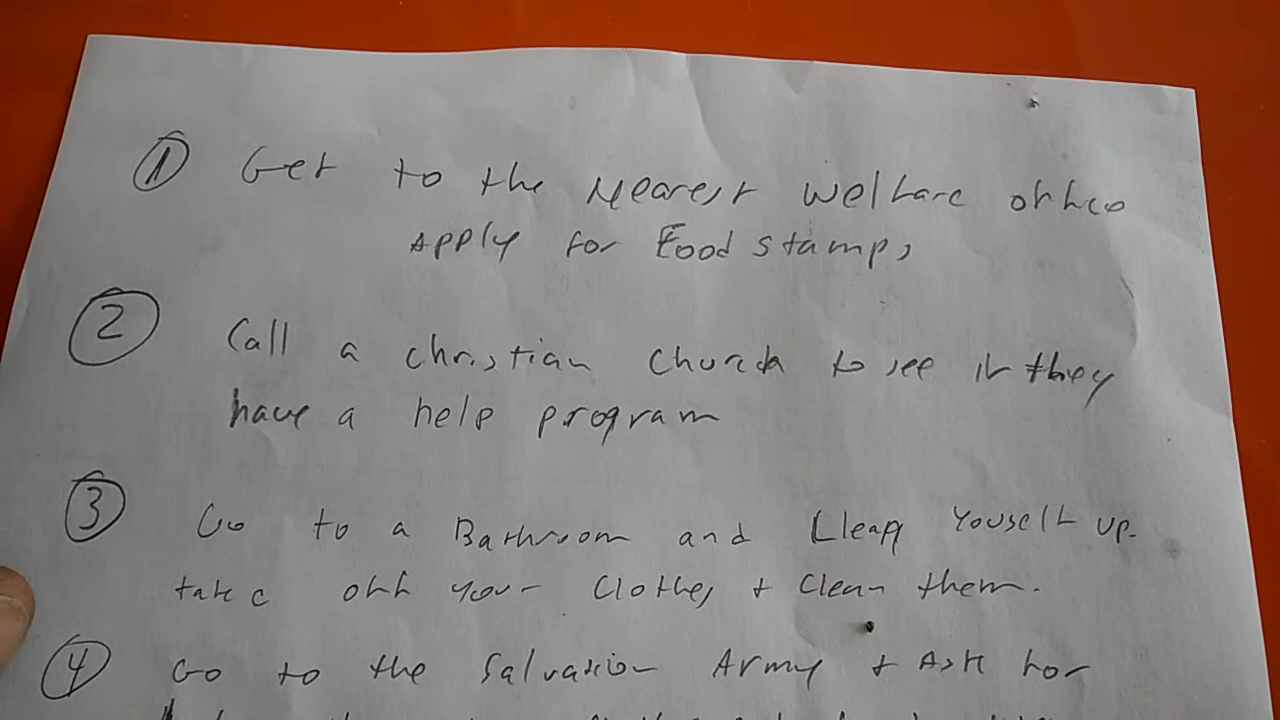 ① Get to the Nearest Welfare office
Apply for Food stamps
② Call a christian church to see if they
have a help program
③ Go to a Bathroom and Clean Youself up.
take off your Clothes + Clean them.
④ Go to the Salvation Army + Ask for